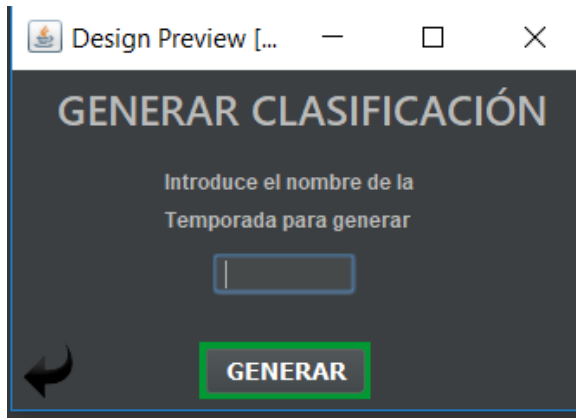 Design Preview [...
GENERAR CLASIFICACIÓN
Introduce el nombre de la
Temporada para generar
GENERAR